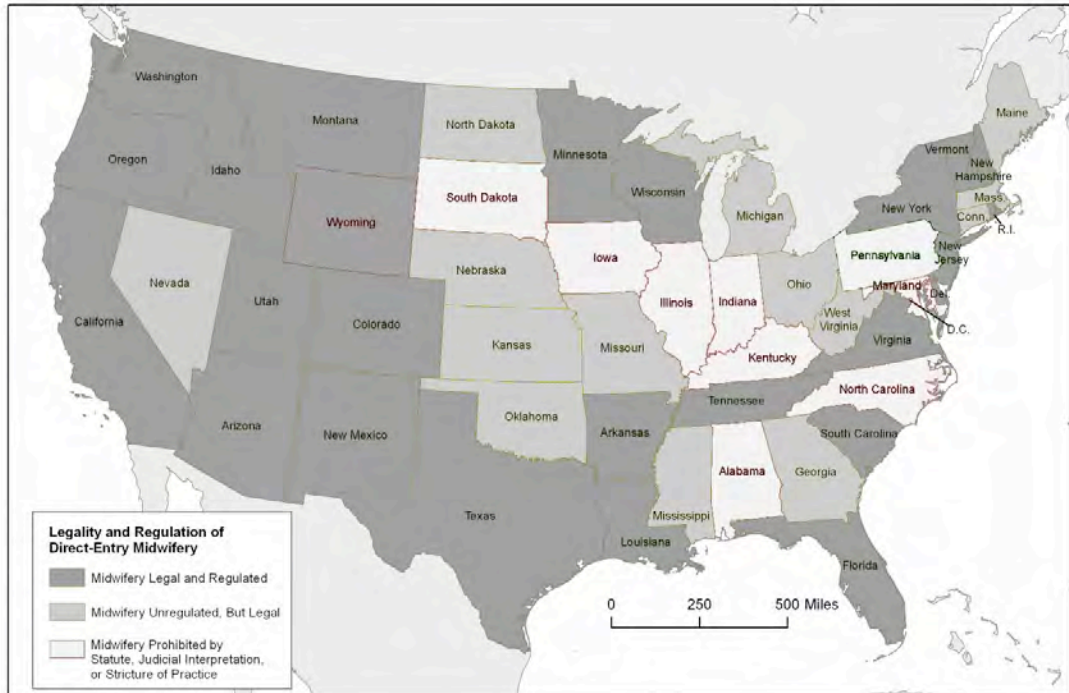 Washington
Montana
North Dakota
Minnesota
Maine
Oregon
Idaho
Wyoming
South Dakota
Wisconsin
Michigan
Vermont
New
Hampshire
New York
Mass.
Conn.
R.I.
Nevada
Utah
California
Colorado
Nebraska
Iowa
Illinois
Indiana
Ohio
Pennsylvania
New
Jersey
Maryland
Del.
D.C.
West
Virginia
Virginia
Kansas
Missouri
Kentucky
North Carolina
Tennessee
South Carolina
Arizona
New Mexico
Oklahoma
Arkansas
Texas
Louisiana
Mississippi
Alabama
Georgia
Florida
Legality and Regulation of
Direct-Entry Midwifery
Midwifery Legal and Regulated
Midwifery Unregulated, But Legal
Midwifery Prohibited by
Statute, Judicial Interpretation,
or Stricture of Practice
0 250 500 Miles